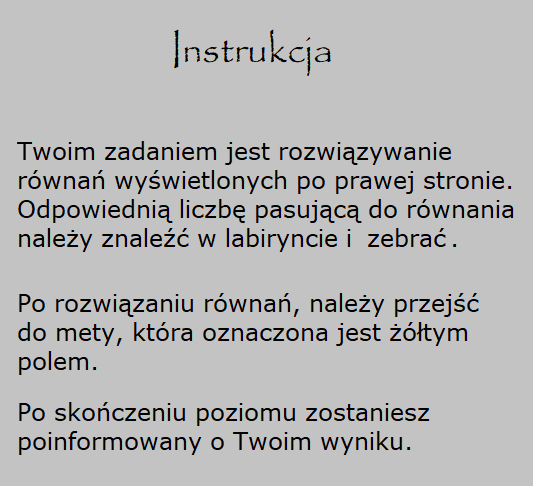 Instrukcja
Twoim zadaniem jest rozwiązywanie
równań wyświetlonych po prawej stronie.
Odpowiednią liczbę pasującą do równania
należy znaleźć w labiryncie i zebrać.
Po rozwiązaniu równań, należy przejść
do mety, która oznaczona jest żółtym
polem.
Po skończeniu poziomu zostaniesz
poinformowany o Twoim wyniku.